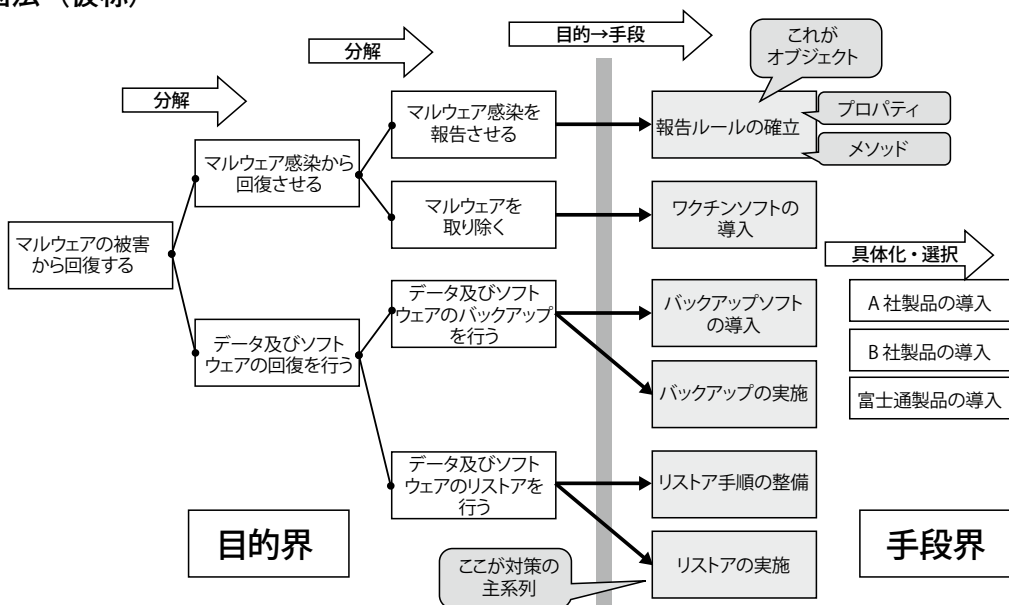 分解
分解
目的→手段
これが
オブジェクト
マルウェア感染を
報告させる
報告ルールの確立
プロパティ
メソッド
マルウェア感染から
回復させる
マルウェアを
取り除く
ワクチンソフトの
導入
マルウェアの被害
から回復する
具体化・選択
データ及びソフト
ウェアのバックアップ
を行う
バックアップソフト
の導入
A 社製品の導入
データ及びソフト
ウェアの回復を行う
B 社製品の導入
バックアップの実施
富士通製品の導入
データ及びソフト
ウェアのリストアを
行う
リストア手順の整備
目的界
手段界
ここが対策の
主系列
リストアの実施